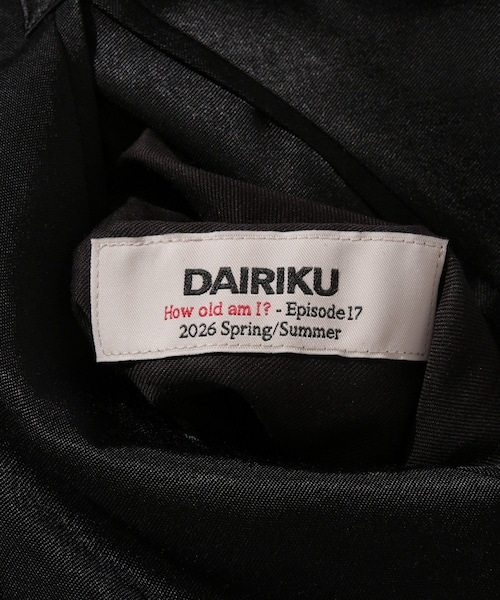 DAIRIKU
How old am I? - Episode 17
2026 Spring/Summer